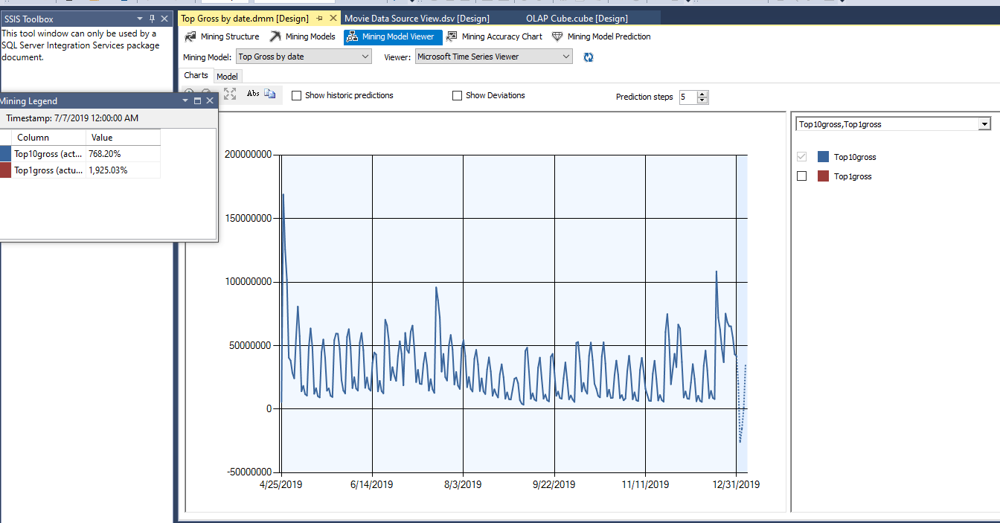 Top Gross by date.dmm [Design]
Movie Data Source View.dsv [Design]
OLAP Cube.cube [Design]
SSIS Toolbox
This tool window can only be used by a
SQL Server Integration Services package
document.
Mining Structure
Mining Models
Mining Model Viewer
Mining Accuracy Chart
Mining Model Prediction
Mining Model:
Top Gross by date
Viewer:
Microsoft Time Series Viewer
Charts
Model
Abs
Show historic predictions
Show Deviations
Prediction steps
5
Mining Legend
Timestamp: 7/7/2019 12:00:00 AM
Column
Value
Top10gross (act...
768.20%
Top1gross (actu...
1,925.03%
200000000
150000000
100000000
50000000
0
-50000000
4/25/2019
6/14/2019
8/3/2019
9/22/2019
11/11/2019
12/31/2019
Top10gross,Top1gross
Top10gross
Top1gross